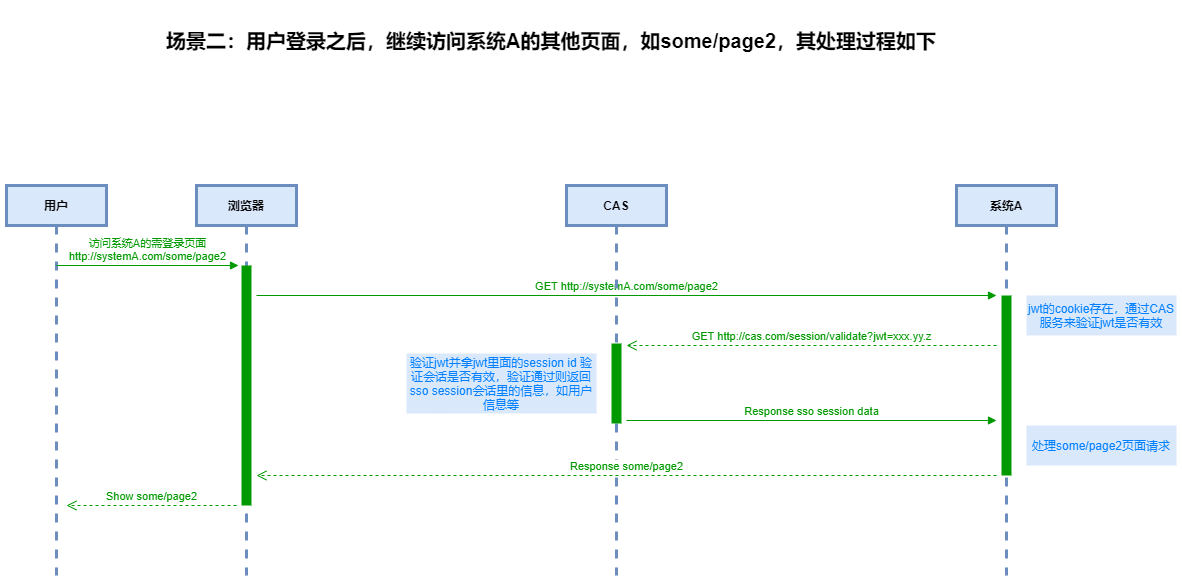 场景二：用户登录之后，继续访问系统A的其他页面，如some/page2，其处理过程如下
用户
浏览器
CAS
系统A
访问系统A的需登录页面
http://systemA.com/some/page2
GET http://systemA.com/some/page2
jwt的cookie存在，通过CAS
服务来验证jwt是否有效
GET http://cas.com/session/validate?jwt=xxx.yy.z
验证jwt并拿jwt里面的session id 验
证会话是否有效，验证通过则返回
sso session会话里的信息，如用户
信息等
Response sso session data
处理some/page2页面请求
Response some/page2
Show some/page2